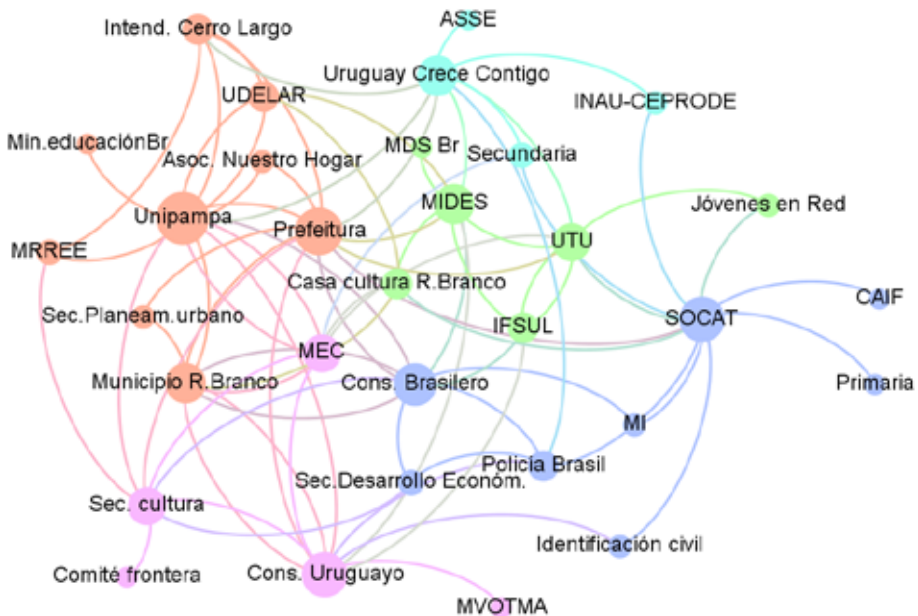 ASSE
Intend. Cerro Largo
Uruguay Crece Contigo
UDELAR
INAU-CEPRODE
Min.educaciónBr
MDS Br
Secundaria
Asoc. Nuestro Hogar
MIDES
Jóvenes en Red
Unipampa
Prefeitura
UTU
MRREE
Casa cultura R.Branco
CAIF
Sec.Planeam.urbano
SOCAT
IFSUL
MEC
Municipio R.Branco
Cons. Brasilero
Primaria
MI
Policia Brasil
Sec.Desarrollo Económ.
Sec. cultura
Identificación civil
Comité frontera
Cons. Uruguayo
MVOTMA